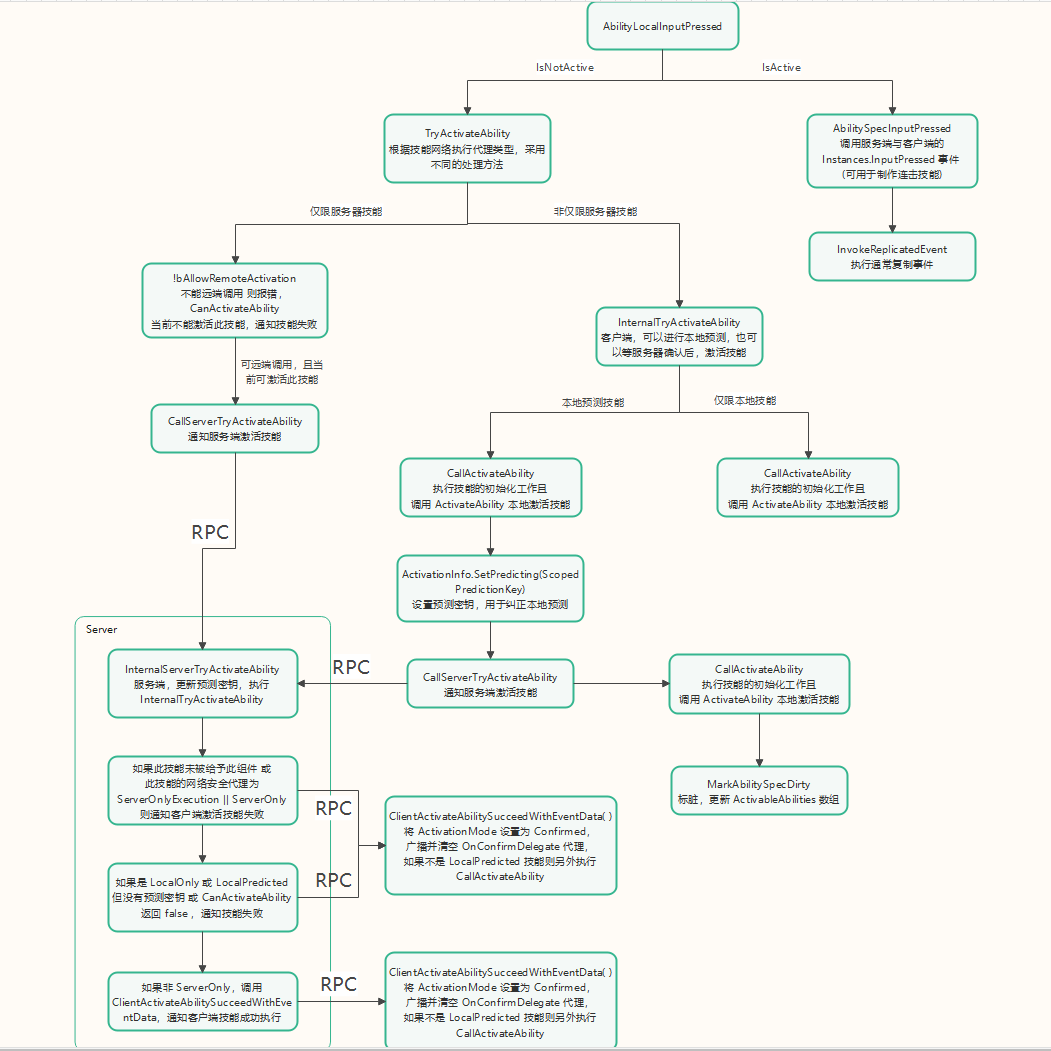 AbilityLocalInputPressed
IsNotActive
IsActive
TryActivateAbility
根据技能网络执行代理类型，采用
不同的处理方法
AbilitySpecInputPressed
调用服务端与客户端的
Instances.InputPressed 事件
（可用于制作连击技能）
仅限服务器技能
非仅限服务器技能
InvokeReplicatedEvent
执行通常复制事件
!bAllowRemoteActivation
不能远端调用 则报错，
CanActivateAbility
当前不能激活此技能，通知技能失败
InternalTryActivateAbility
客户端，可以进行本地预测，也可
以等服务器确认后，激活技能
可远端调用，且当
前可激活此技能
本地预测技能
仅限本地技能
CallServerTryActivateAbility
通知服务端激活技能
CallActivateAbility
执行技能的初始化工作且
调用 ActivateAbility 本地激活技能
CallActivateAbility
执行技能的初始化工作且
调用 ActivateAbility 本地激活技能
RPC
ActivationInfo.SetPredicting(Scoped
PredictionKey)
设置预测密钥，用于纠正本地预测
Server
InternalServerTryActivateAbility
服务端，更新预测密钥，执行
InternalTryActivateAbility
RPC
CallServerTryActivateAbility
通知服务端激活技能
CallActivateAbility
执行技能的初始化工作且
调用 ActivateAbility 本地激活技能
如果此技能未被给予此组件 或
此技能的网络安全代理为
ServerOnlyExecution || ServerOnly
则通知客户端激活技能失败
RPC
MarkAbilitySpecDirty
标脏，更新 ActivableAbilities 数组
ClientActivateAbilitySucceedWithEventData( )
将 ActivationMode 设置为 Confirmed，
广播并清空 OnConfirmDelegate 代理，
如果不是 LocalPredicted 技能则另外执行
CallActivateAbility
如果是 LocalOnly 或 LocalPredicted
但没有预测密钥 或 CanActivateAbility
返回 false ，通知技能失败
RPC
如果非 ServerOnly，调用
ClientActivateAbilitySucceedWithEve
ntData，通知客户端技能成功执行
RPC
ClientActivateAbilitySucceedWithEventData( )
将 ActivationMode 设置为 Confirmed，
广播并清空 OnConfirmDelegate 代理，
如果不是 LocalPredicted 技能则另外执行
CallActivateAbility